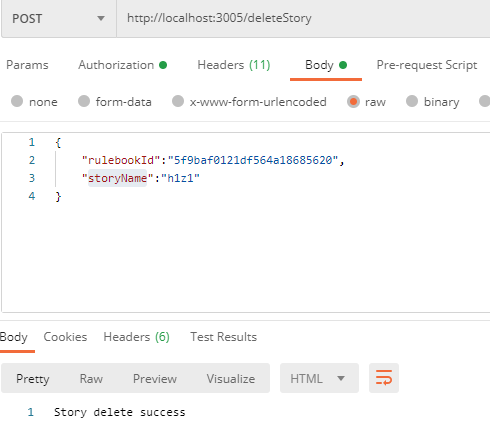 POST http://localhost:3005/deleteStory
Params Authorization Headers (11) Body Pre-request Script
none form-data x-www-form-urlencoded raw binary
1 {
2 "rulebookId":"5f9baf0121df564a18685620",
3 "storyName":"h1z1"
4 }
Body Cookies Headers (6) Test Results
Pretty Raw Preview Visualize HTML
1 Story delete success